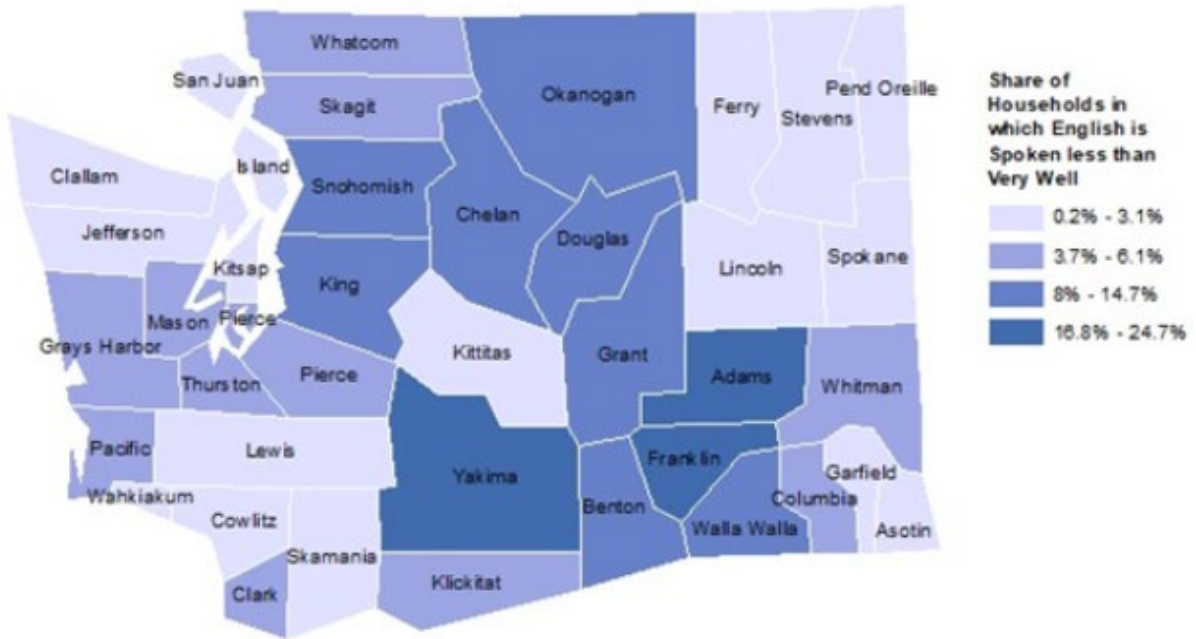 Whatcom
San Juan
Skagit
Okanogan
Ferry
Stevens
Pend Oreille
Clallam
Island
Snohomish
Chelan
Douglas
Jefferson
Kitsap
King
Lincoln
Spokane
Mason
Pierce
Grays Harbor
Thurston
Pierce
Kittitas
Grant
Adams
Whitman
Pacific
Lewis
Yakima
Franklin
Garfield
Wahkiakum
Cowlitz
Benton
Columbia
Walla Walla
Asotin
Skamania
Clark
Klickitat
Share of
Households in
which English is
Spoken less than
Very Well
0.2% - 3.1%
3.7% - 6.1%
8% - 14.7%
16.8% - 24.7%